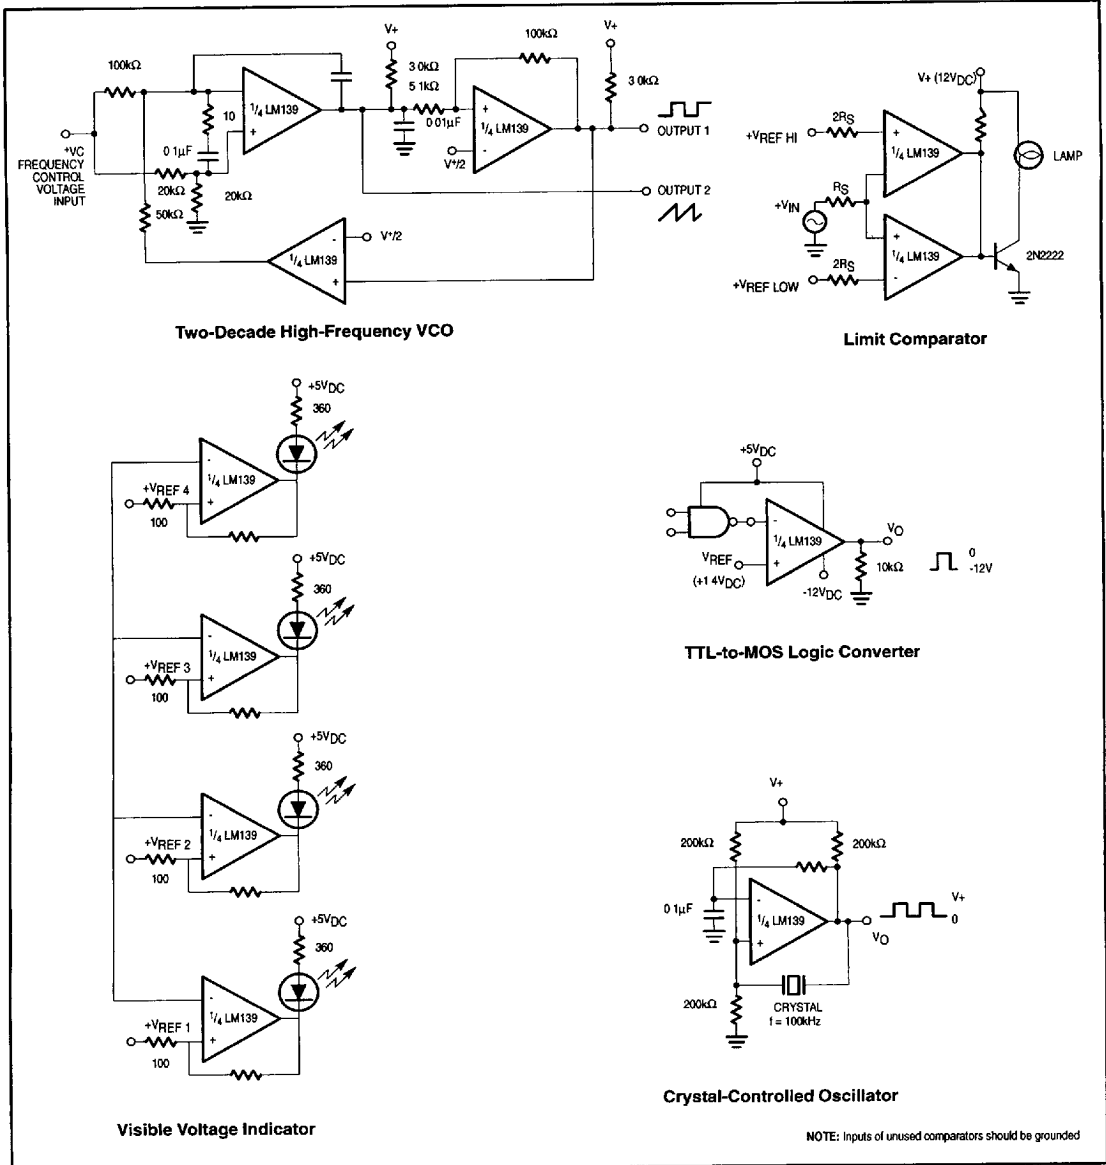 V+
V+
100kΩ
100kΩ
3 0kΩ
5 1kΩ
3 0kΩ
1/4 LM139
10
0 01µF
1/4 LM139
OUTPUT 1
+VC
FREQUENCY
CONTROL
VOLTAGE
INPUT
0 1µF
V+/2
20kΩ
20kΩ
OUTPUT 2
50kΩ
V+/2
1/4 LM139
Two-Decade High-Frequency VCO
V+ (12VDC)
2RS
+VREF HI
1/4 LM139
LAMP
RS
+VIN
1/4 LM139
2N2222
2RS
+VREF LOW
Limit Comparator
+5VDC
360
1/4 LM139
+VREF 4
100
+5VDC
360
1/4 LM139
+VREF 3
100
+5VDC
360
1/4 LM139
+VREF 2
100
+5VDC
360
1/4 LM139
+VREF 1
100
Visible Voltage Indicator
+5VDC
1/4 LM139
VO
VREF
(+1 4VDC)
10kΩ
0
-12V
-12VDC
TTL-to-MOS Logic Converter
V+
200kΩ
200kΩ
0 1µF
1/4 LM139
V+
0
VO
200kΩ
CRYSTAL
f = 100kHz
Crystal-Controlled Oscillator
NOTE: Inputs of unused comparators should be grounded